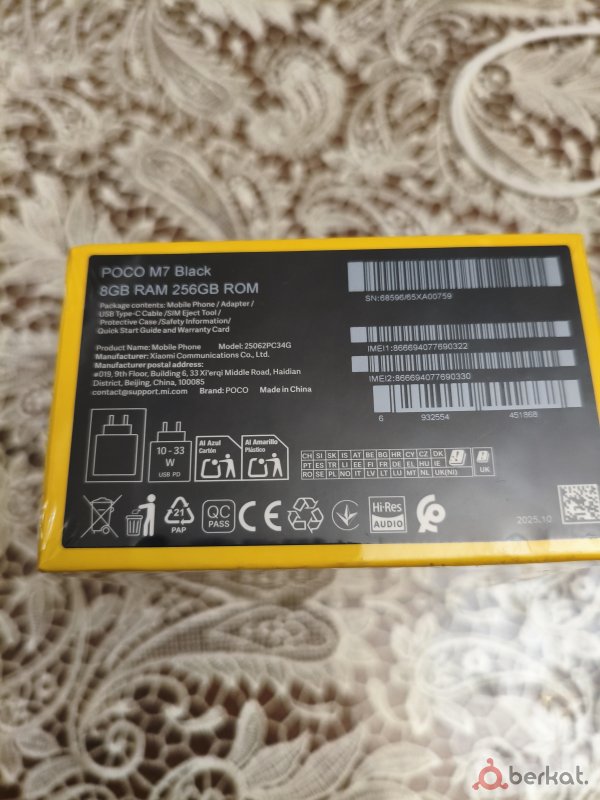 POCO M7 Black
8GB RAM 256GB ROM
Package contents: Mobile Phone / Adapter /
USB Type-C Cable /SIM Eject Tool /
Protective Case /Safety Information/
Quick Start Guide and Warranty Card
Product Name: Mobile Phone Model: 25062PC34G
Manufacturer: Xiaomi Communications Co., Ltd.
Manufacturer postal address:
#019, 9th Floor, Building 6, 33 Xi'erqi Middle Road, Haidian
District, Beijing, China, 100085
contact@support.mi.com Brand: POCO Made in China
SN:68596/65XA00759
IMEI1:866694077690322
IMEI2:866694077690330
6 932554 451868
10 - 33
W
USB PD
Al Azul
Cartón
Al Amarillo
Plástico
CH SI SK IS AT BE BG HR CY CZ DK
PT ES TR LI EE FI FR DE HU IE
RO SE PL NO IT LV LT LU MT NL UK(NI)
UK
21
PAP
QC
PASS
CE
Hi-Res
AUDIO
2025.10
berkat.